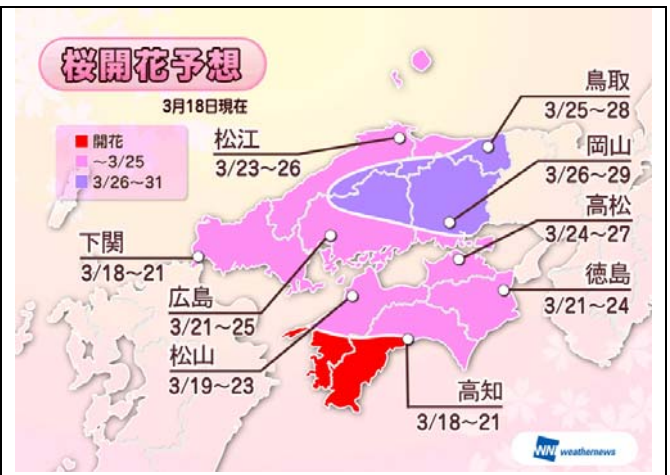 桜開花予想
3月18日現在
開花
～3/25
3/26～31
松江
3/23～26
鳥取
3/25～28
岡山
3/26～29
高松
3/24～27
徳島
3/21～24
下関
3/18～21
広島
3/21～25
松山
3/19～23
高知
3/18～21
WNI weathernews